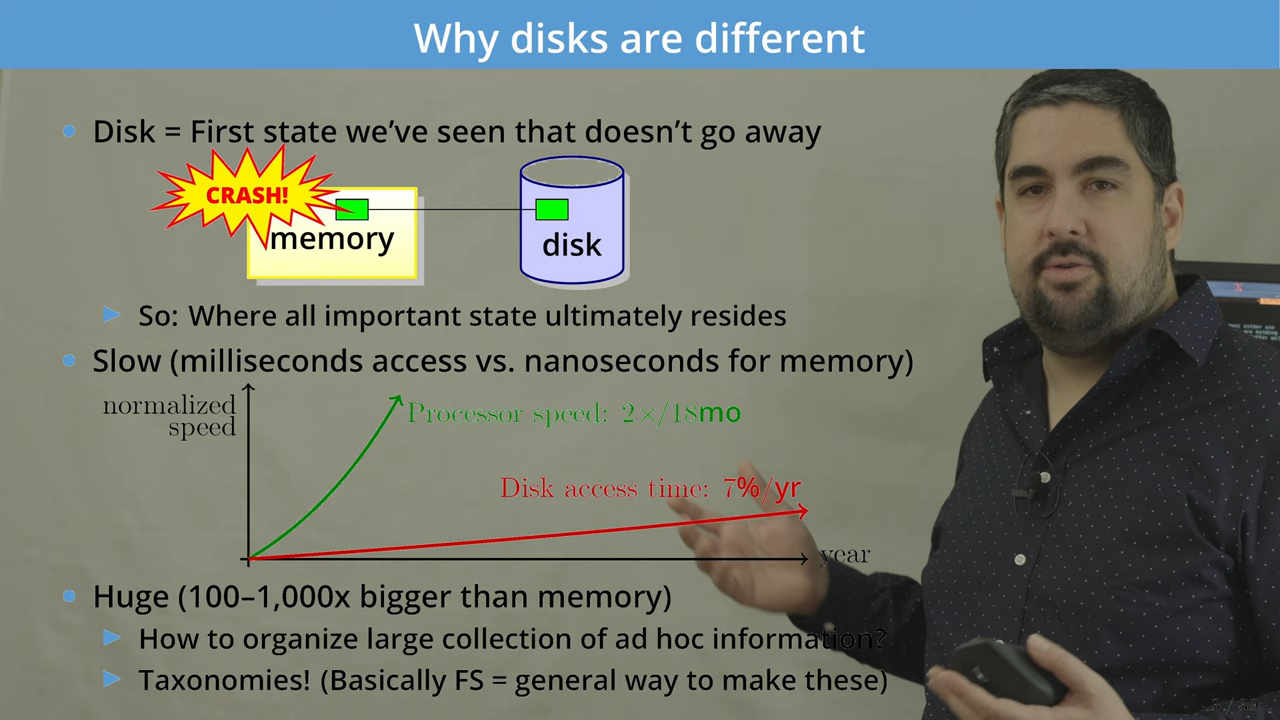 Why disks are different
Disk = First state we've seen that doesn't go away
CRASH!
memory
disk
So: Where all important state ultimately resides
Slow (milliseconds access vs. nanoseconds for memory)
normalized
speed
Processor speed: 2×/18mo
Disk access time: 7%/yr
year
Huge (100–1,000x bigger than memory)
How to organize large collection of ad hoc information?
Taxonomies! (Basically FS = general way to make these)